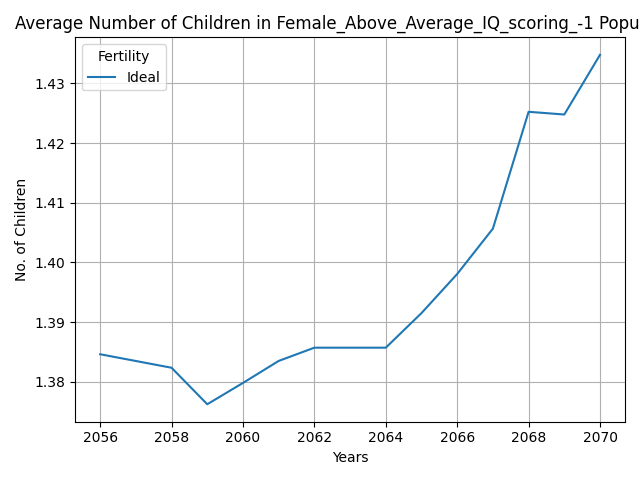 Average Number of Children in Female_Above_Average_IQ_scoring_-1 Popu
Fertility
Ideal
No. of Children
1.43
1.42
1.41
1.40
1.39
1.38
2056 2058 2060 2062 2064 2066 2068 2070
Years